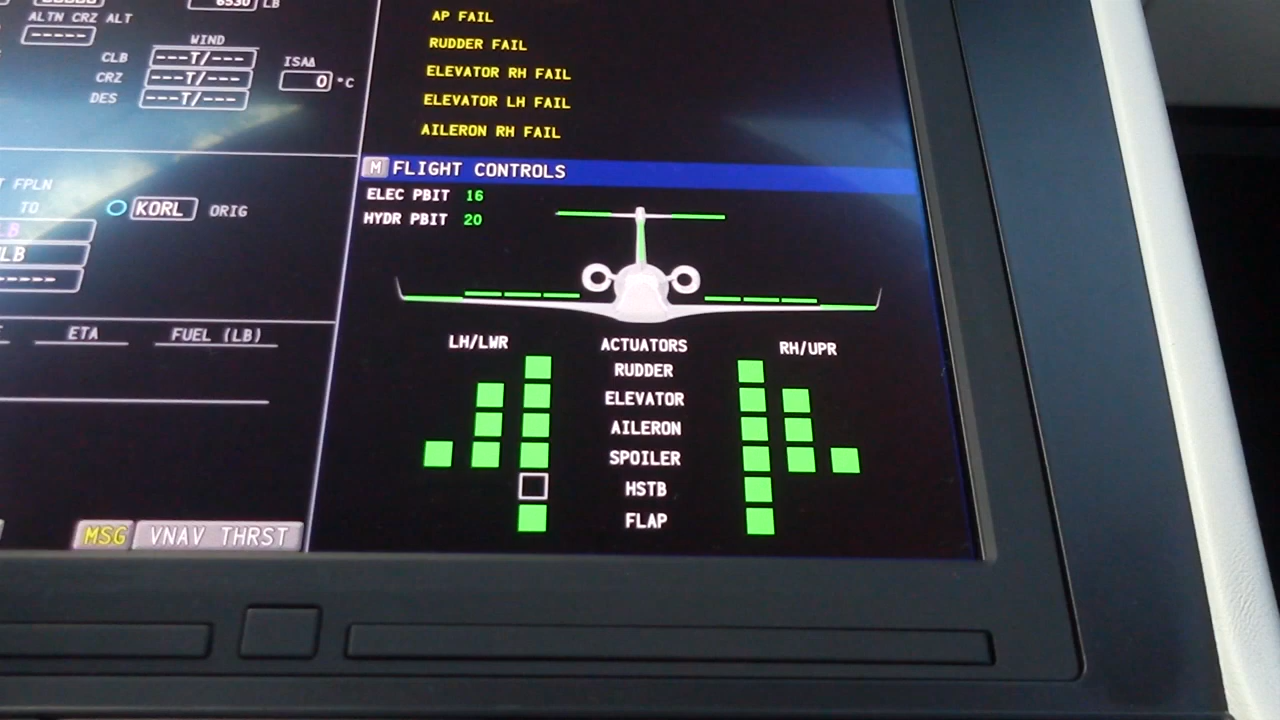 6530 LB
ALTN CRZ ALT
-----
WIND
CLB ---T/---
CRZ ---T/---
DES ---T/---
ISAΔ
0 °C
T FPLN
TO
KORL ORIG
LB
LB
-----
ETA FUEL (LB)
MSG VNAV THRST
AP FAIL
RUDDER FAIL
ELEVATOR RH FAIL
ELEVATOR LH FAIL
AILERON RH FAIL
M FLIGHT CONTROLS
ELEC PBIT 16
HYDR PBIT 20
LH/LWR ACTUATORS RH/UPR
RUDDER
ELEVATOR
AILERON
SPOILER
HSTB
FLAP